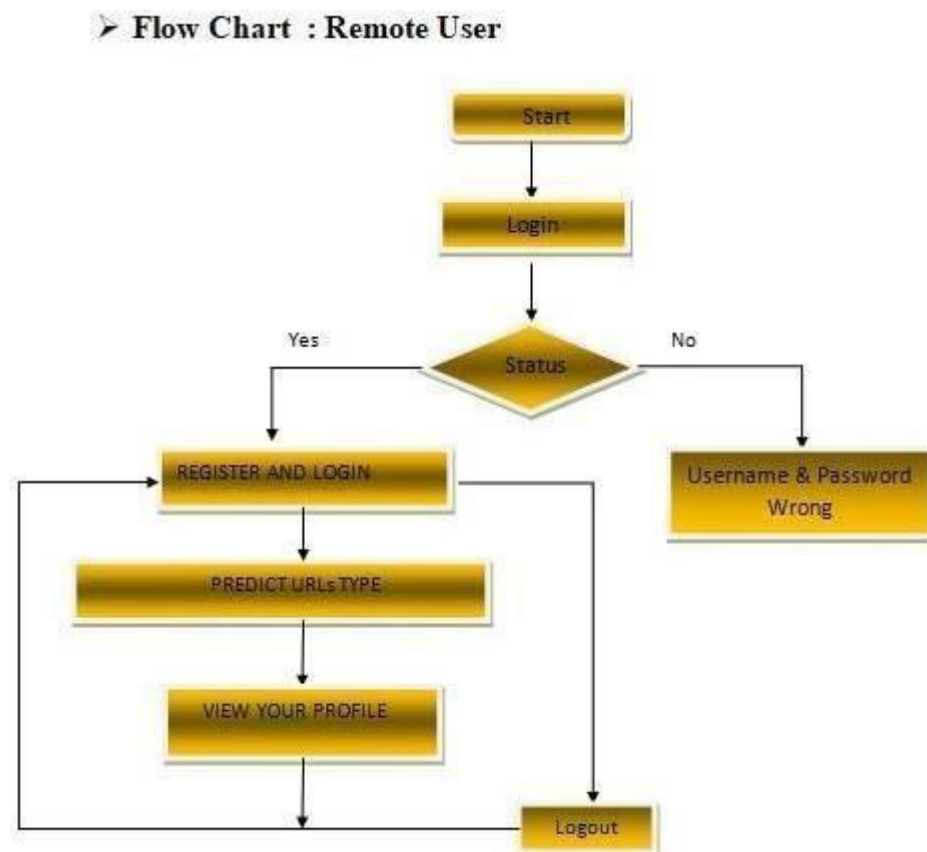 ➢ Flow Chart : Remote User
Start
Login
Yes
No
Status
REGISTER AND LOGIN
Username & Password
Wrong
PREDICT URLs TYPE
VIEW YOUR PROFILE
Logout